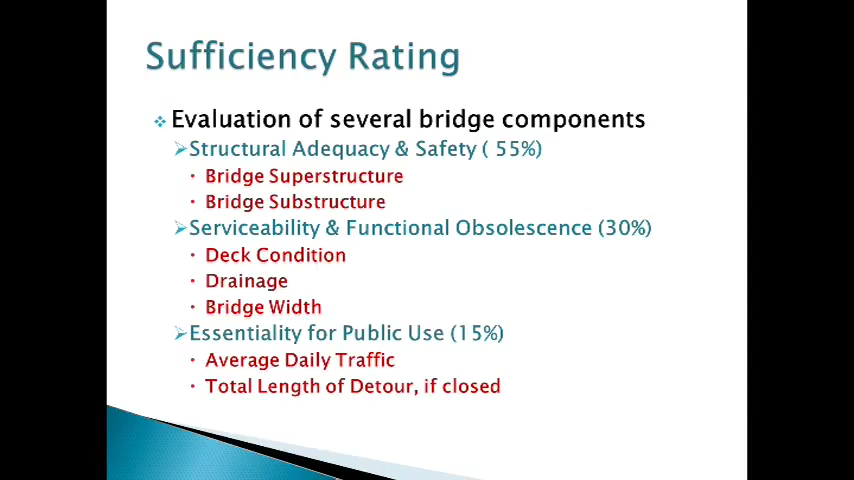 Sufficiency Rating
Evaluation of several bridge components
Structural Adequacy & Safety ( 55%)
Bridge Superstructure
Bridge Substructure
Serviceability & Functional Obsolescence (30%)
Deck Condition
Drainage
Bridge Width
Essentiality for Public Use (15%)
Average Daily Traffic
Total Length of Detour, if closed